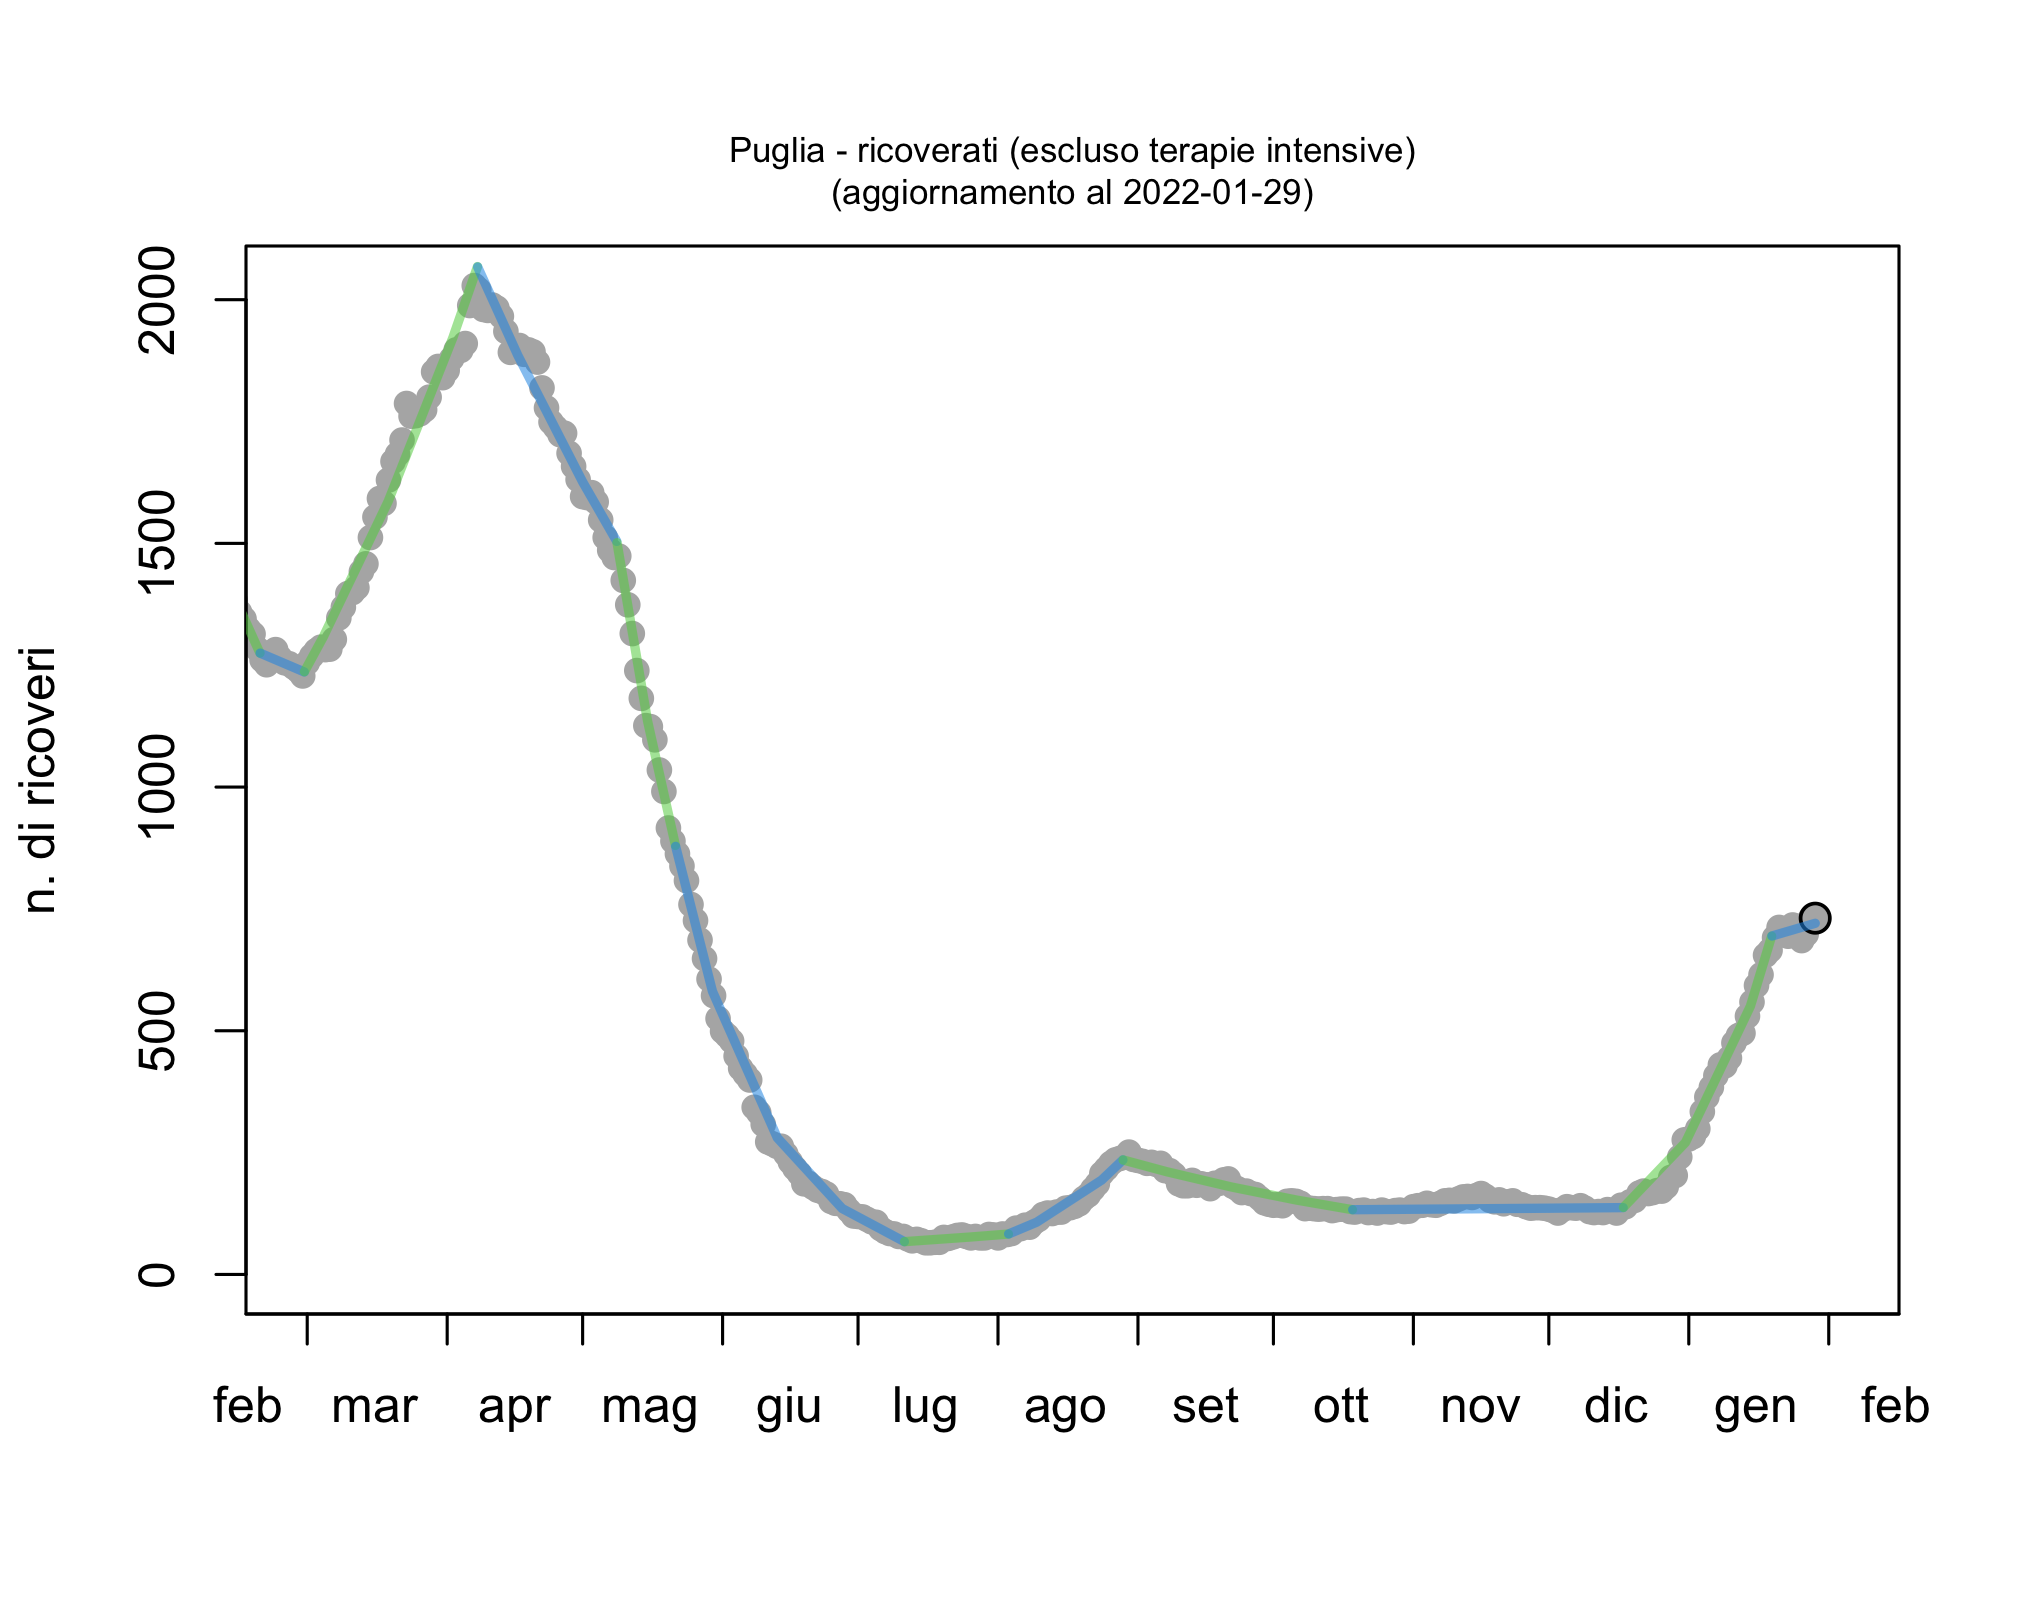 Puglia - ricoverati (escluso terapie intensive)
(aggiornamento al 2022-01-29)
n. di ricoveri
2000
1500
1000
500
0
feb mar apr mag giu lug ago set ott nov dic gen feb